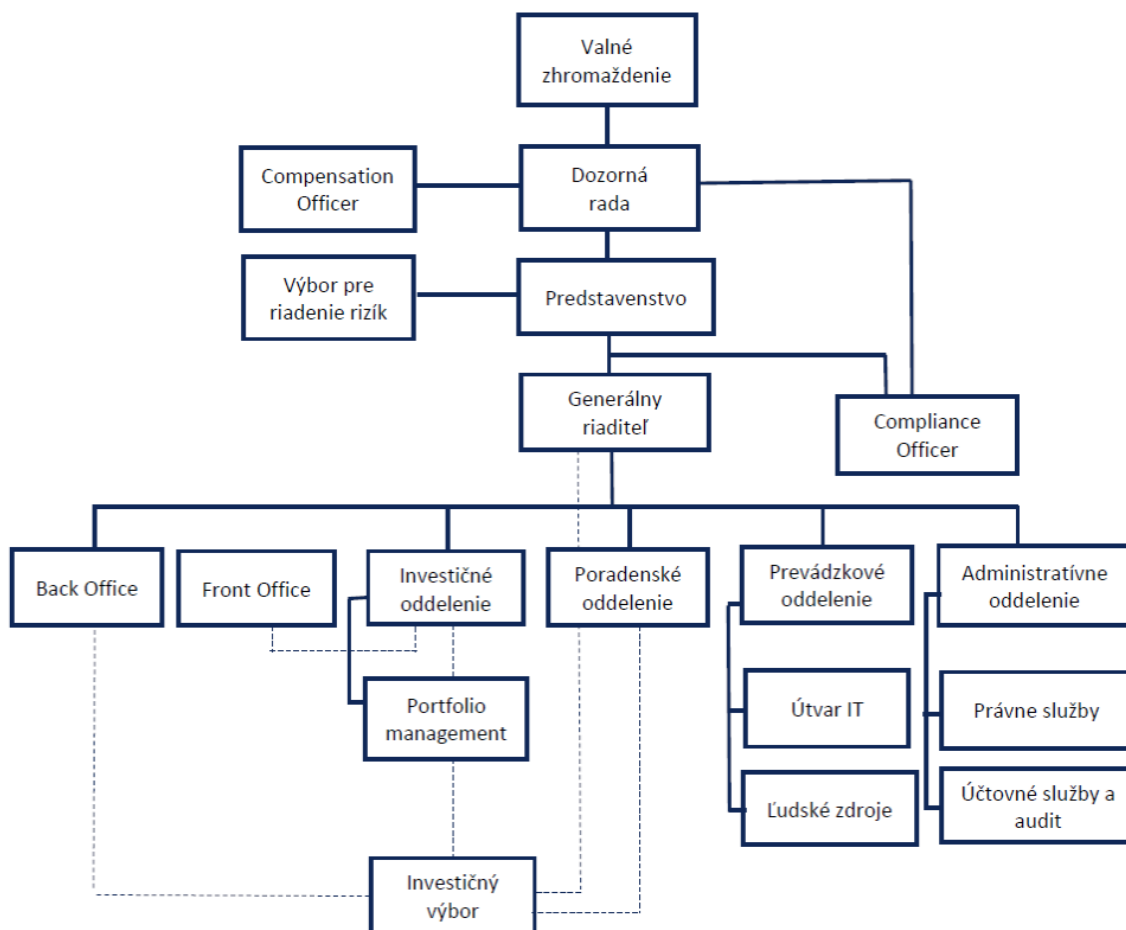 Valné
zhromaždenie
Compensation
Officer
Dozorná
rada
Výbor pre
riadenie rizík
Predstavenstvo
Generálny
riaditeľ
Compliance
Officer
Back Office
Front Office
Investičné
oddelenie
Poradenské
oddelenie
Prevádzkové
oddelenie
Administratívne
oddelenie
Portfolio
management
Útvar IT
Právne služby
Ľudské zdroje
Účtovné služby a
audit
Investičný
výbor